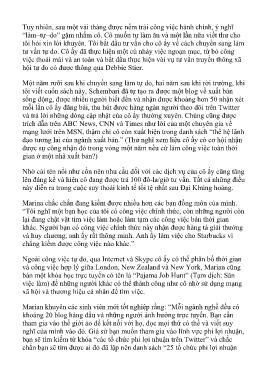 Tuy nhiên, sau một vài tháng được nếm trải công việc hành chính, ý nghĩ
"làm–tự–do" gặm nhấm cô. Cô muốn tự làm ăn và một lần nữa viết thư cho
tôi hỏi xin lời khuyên. Tôi bắt đầu tư vấn cho cô ấy về cách chuyển sang làm
tư vấn tự do. Cô ấy đã thực hiện một cú nhảy việc ngoạn mục, từ bỏ công
việc thoải mái và an toàn và bắt đầu thực hiện vai vụ tư vấn truyền thông xã
hội tự do có được thông qua Debbie Stier.
Một năm rưỡi sau khi chuyển sang làm tự do, hai năm sau khi rời trường, khi
tôi viết cuốn sách này, Schembari đã tự tạo ra được một blog về xuất bản
sống động, được nhiều người biết đến và nhận được khoảng hơn 50 nhận xét
mỗi lần cô ấy đăng bài, thu hút được hàng ngàn người theo dõi trên Twitter
và trả lời những dòng cập nhật của cô ấy thường xuyên. Chúng cũng được
trích dẫn trên ABC News, CNN và Times như lời của một chuyên gia về
mạng lưới trên MSN, thậm chí cô còn xuất hiện trong danh sách "thế hệ lãnh
đạo tương lai của ngành xuất bản." (Thử nghĩ xem liệu cô ấy có cơ hội nhận
được sự công nhận đó trong vòng một năm nếu cứ làm công việc toàn thời
gian ở một nhà xuất bản?)
Nhờ cái tên nổi như cồn nên nhu cầu đối với các dịch vụ của cô ấy cũng tăng
lên đáng kể và hiện cô đang được trả 100 đô-la/giờ tư vấn. Tất cả những điều
này diễn ra trong cuộc suy thoái kinh tế tồi tệ nhất sau Đại Khủng hoảng.
Marina chắc chắn đang kiếm được nhiều hơn các bạn đồng môn của mình.
"Tôi nghĩ một bạn học của tôi có công việc chính thức, còn những người còn
lại đang chật vật tìm việc làm hoặc làm tạm các công việc bán thời gian
khác. Người bạn có công việc chính thức này nhận được hàng tá giải thưởng
và huy chương, anh ấy rất thông minh. Anh ấy làm việc cho Starbucks vì
chẳng kiếm được công việc nào khác."
Ngoài công việc tự do, qua Internet và Skype cô ấy có thể phân bố thời gian
và công việc hợp lý giữa London, New Zealand và New York, Marian cũng
bán một khóa học trực tuyến có tên là "Pajama Job Hunt" (Tạm dịch: Săn
việc làm) để những người khác có thể thành công như cô nhờ sử dụng mạng
xã hội và thương hiệu cá nhân để tìm việc.
Marian khuyên các sinh viên mới tốt nghiệp rằng: "Mỗi ngành nghề đều có
khoảng 20 blog hàng đầu và những người ảnh hưởng trực tuyến. Bạn cần
tham gia vào thế giới ảo để kết nối với họ, đọc mọi thứ có thể và viết suy
nghĩ của mình vào đó. Giả sử bạn muốn tham gia vào lĩnh vực phi lợi nhuận,
bạn sẽ tìm kiếm từ khóa "các tổ chức phi lợi nhuận trên Twitter" và chắc
chắn bạn sẽ tìm được ai đó đã lập nên danh sách "25 tổ chức phi lợi nhuận